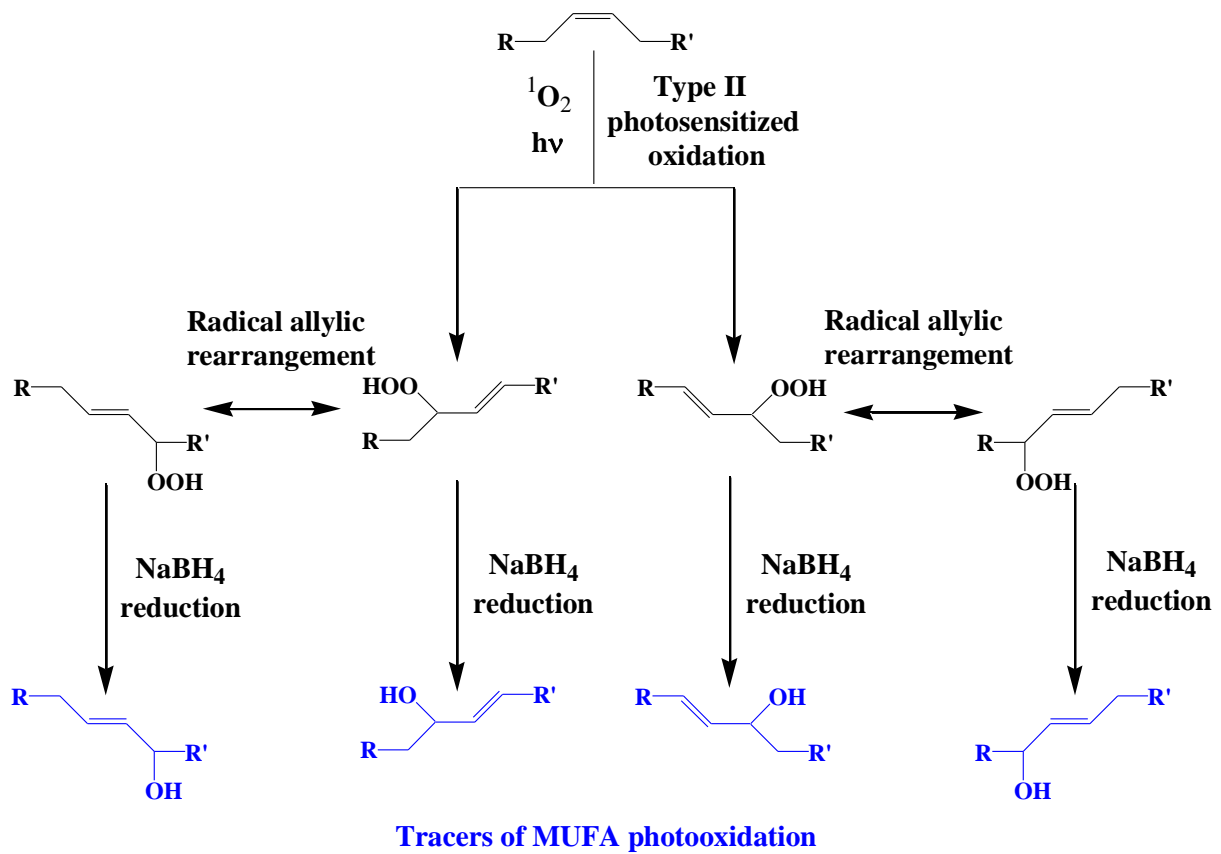 R R'
¹O₂
hν
Type II
photosensitized
oxidation
Radical allylic
rearrangement
Radical allylic
rearrangement
R
R'
OOH
HOO
R'
R
R
OOH
R'
R'
R
OOH
NaBH₄
reduction
NaBH₄
reduction
NaBH₄
reduction
NaBH₄
reduction
R
R'
OH
HO
R'
R
R
OH
R'
R'
R
OH
Tracers of MUFA photooxidation